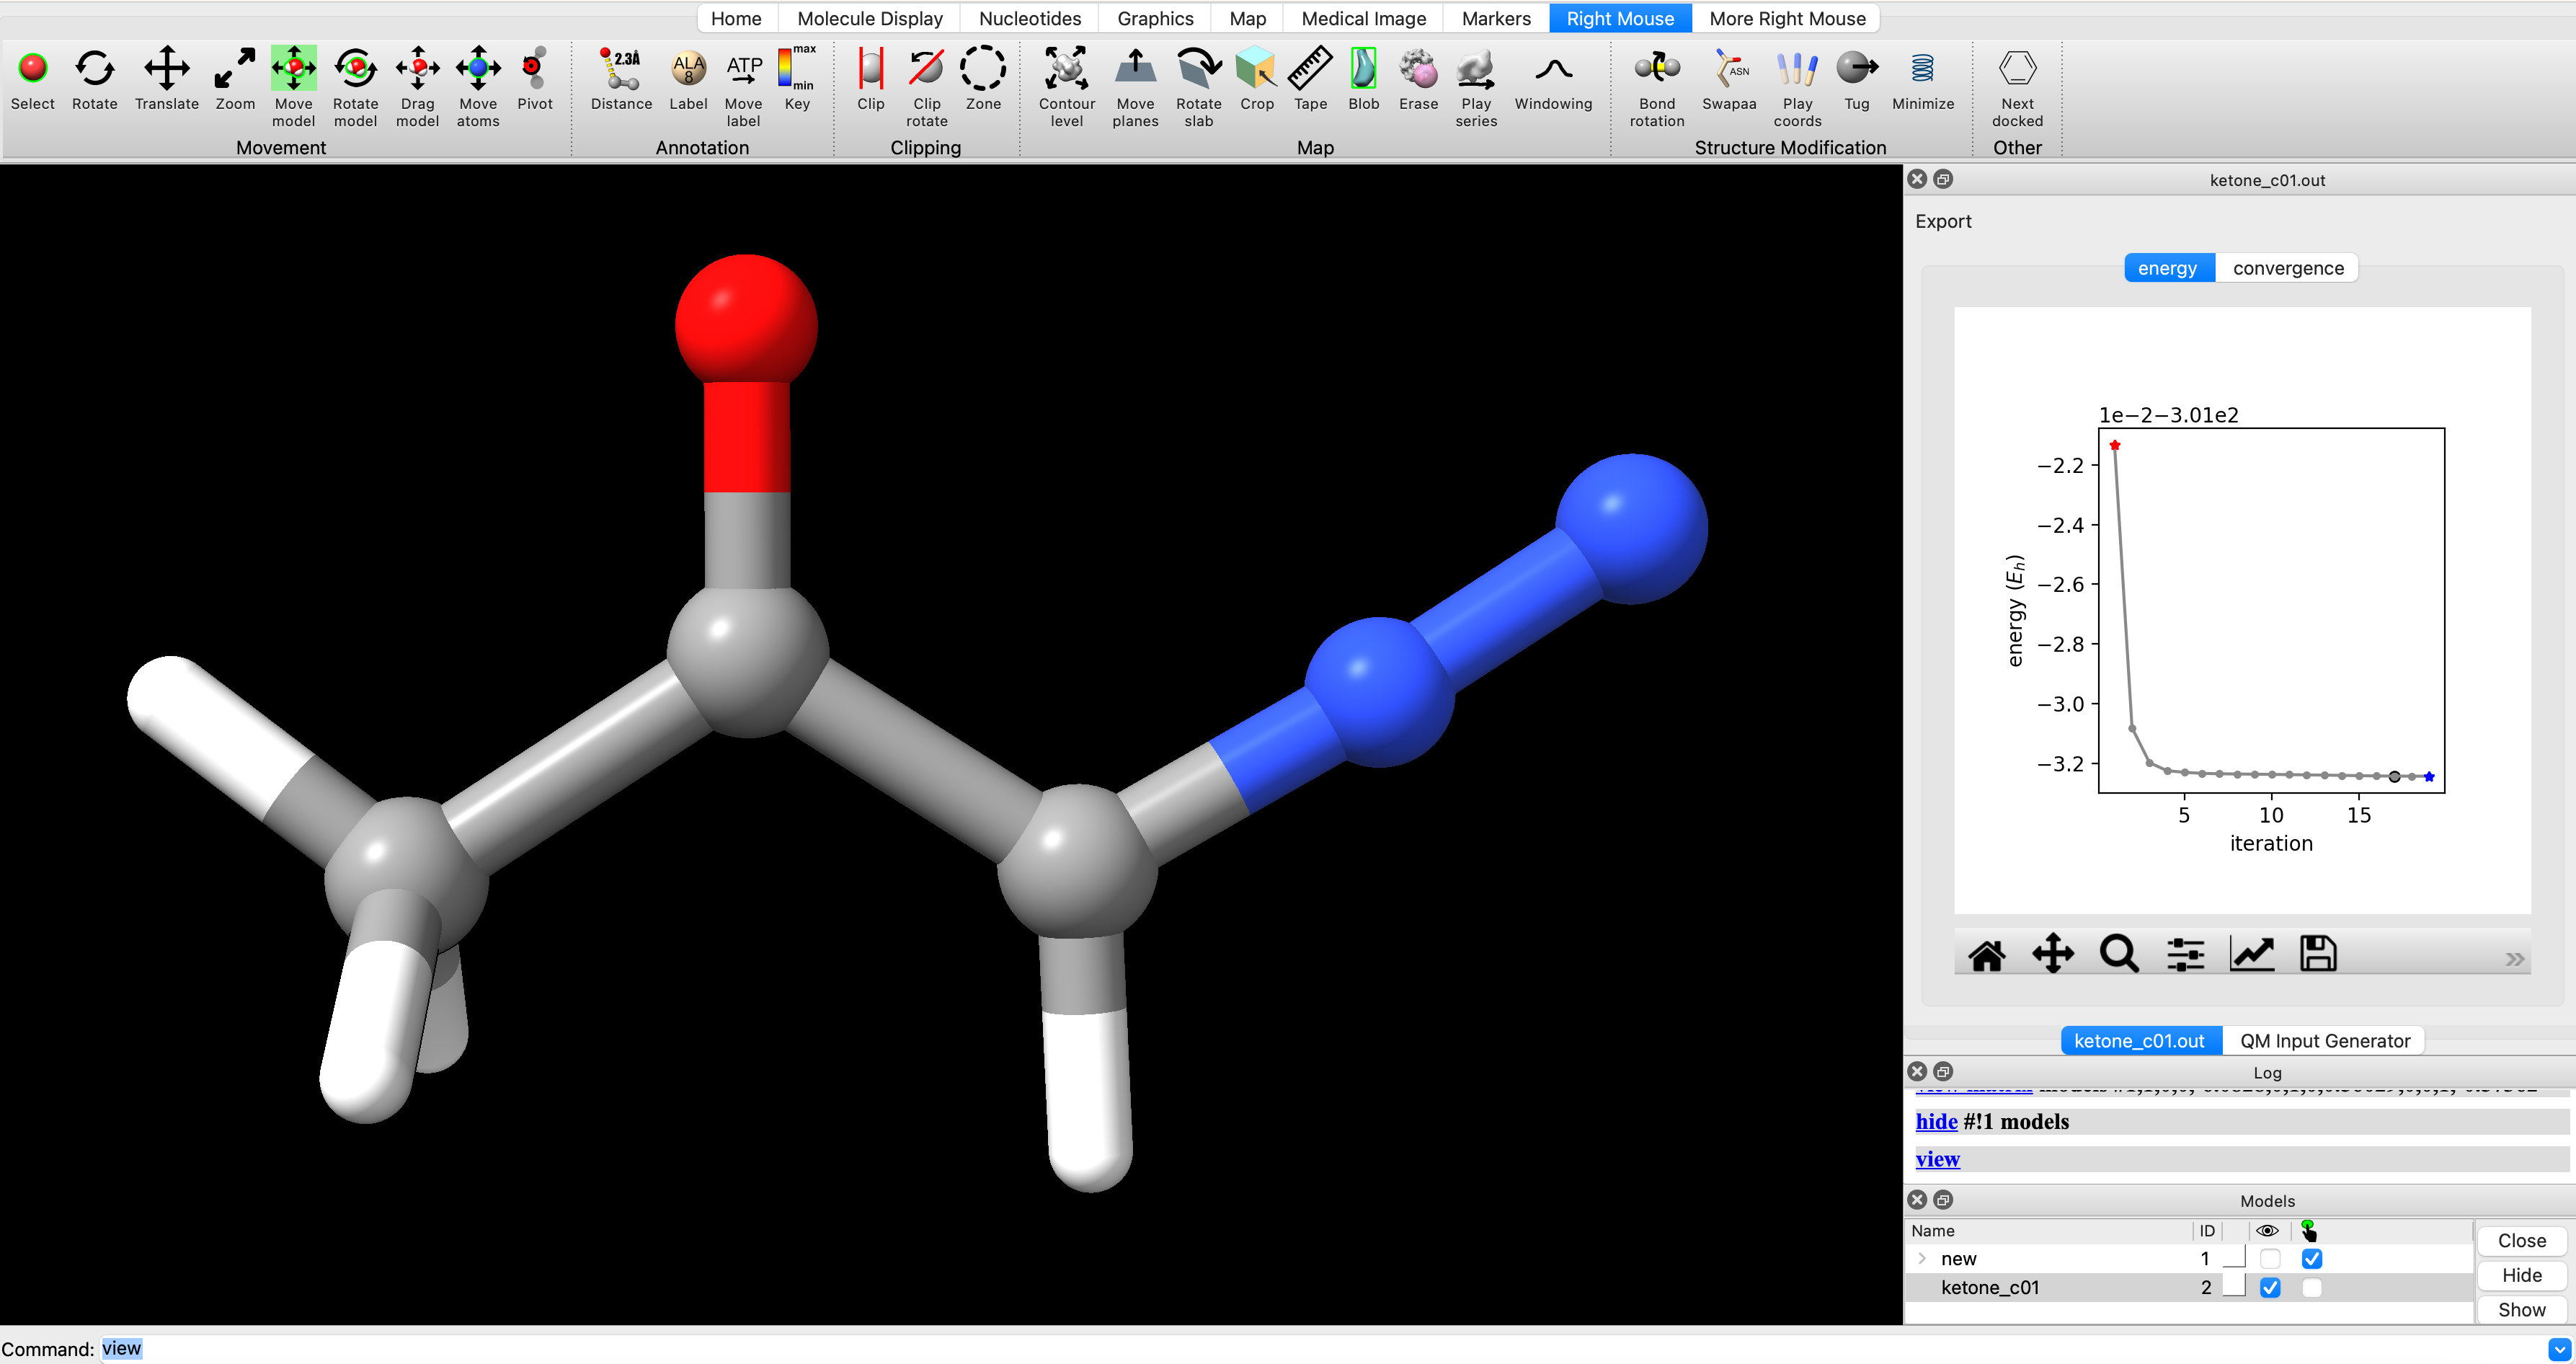 Home Molecule Display Nucleotides Graphics Map Medical Image Markers Right Mouse More Right Mouse
2.3Å ALA 8 ATP max min ASN
Select Rotate Translate Zoom Move model Rotate model Drag model Move atoms Pivot Distance Label Move label Key Clip Clip rotate Zone Contour level Move planes Rotate slab Crop Tape Blob Erase Play series Windowing Bond rotation Swapaa Play coords Tug Minimize Next docked
Movement Annotation Clipping Map Structure Modification Other
ketone_c01.out
Export
energy convergence
1e−2−3.01e2
−2.2
−2.4
−2.6
−2.8
−3.0
−3.2
energy (E_h)
5 10 15
iteration
ketone_c01.out QM Input Generator
Log
hide #!1 models
view
Models
Name ID
new 1
ketone_c01 2
Close
Hide
Show
Command: view